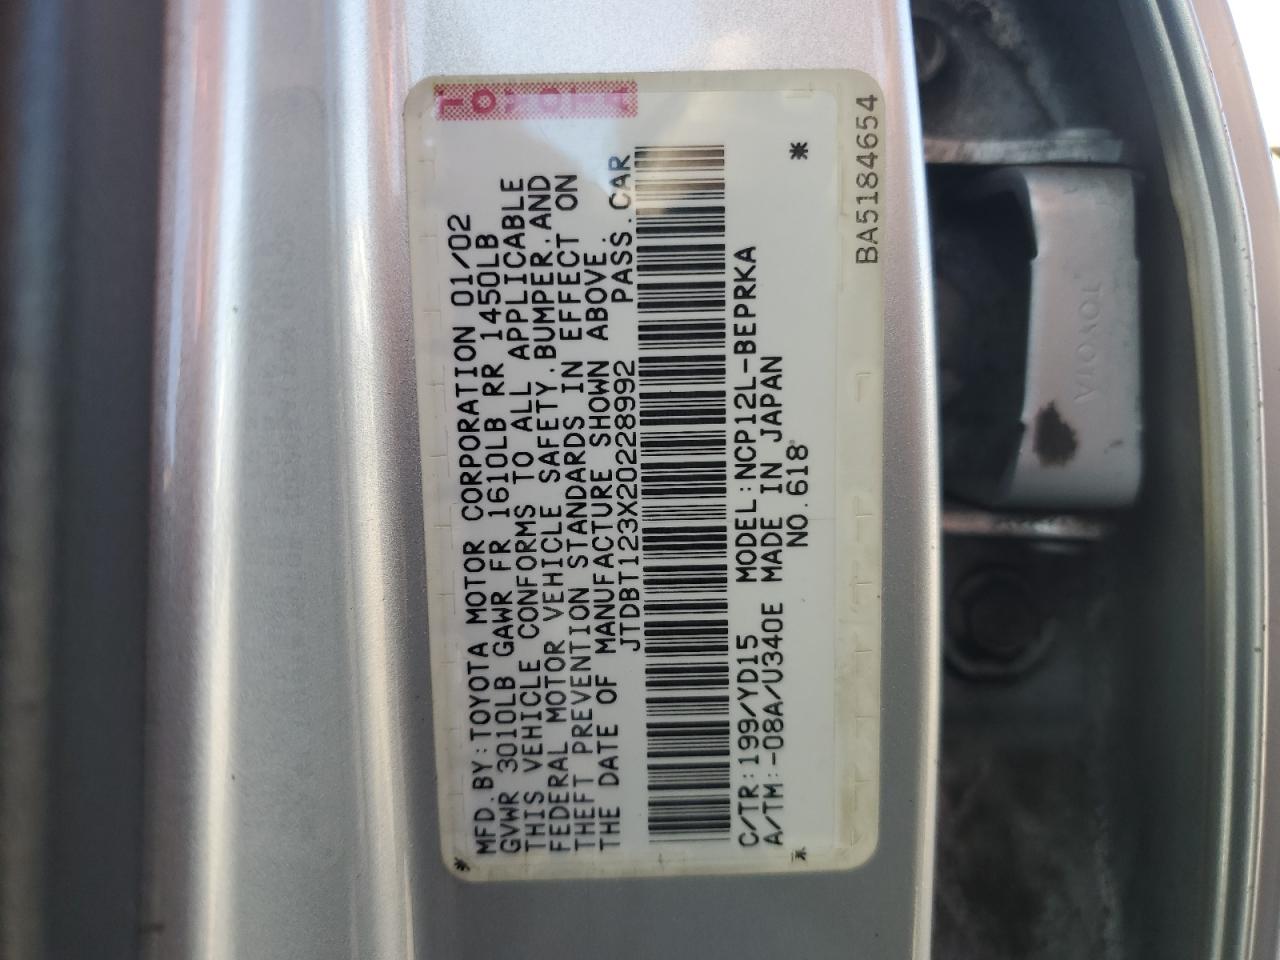 TOYOTA
MFD.BY:TOYOTA MOTOR CORPORATION 01/02
GVWR 3010LB GAWR FR 1610LB RR 1450LB
THIS VEHICLE CONFORMS TO ALL APPLICABLE
FEDERAL MOTOR VEHICLE SAFETY,BUMPER,AND
THEFT PREVENTION STANDARDS IN EFFECT ON
THE DATE OF MANUFACTURE SHOWN ABOVE.
JTDBT123X20228992 PASS.CAR
C/TR:199/YD15 MODEL:NCP12L-BEPRKA
A/TM:-08A/U340E MADE IN JAPAN
NO.618
BA5184654
TOYOTA